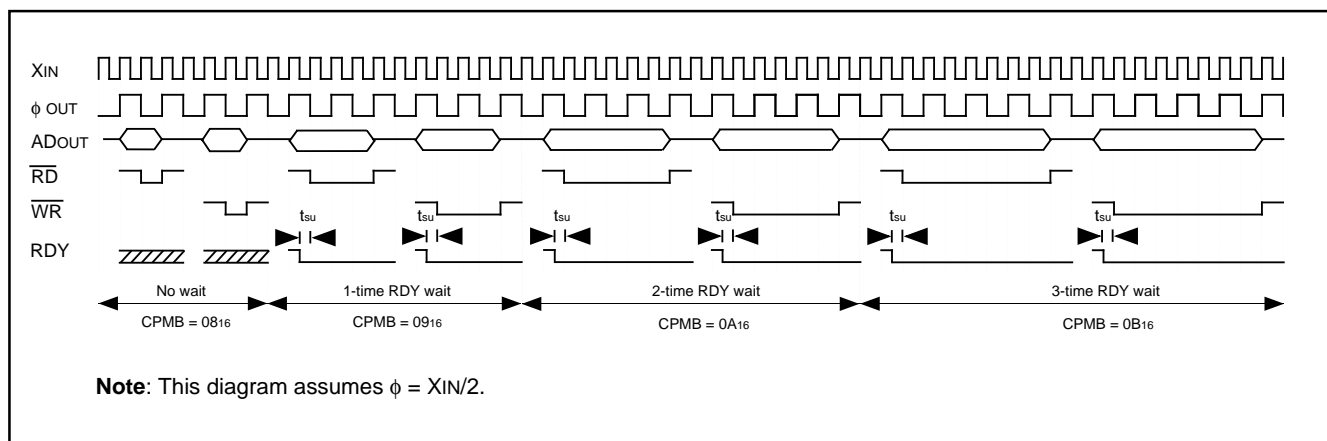 XIN
ϕ OUT
ADOUT
RD
WR
tsu tsu tsu tsu tsu tsu
RDY
No wait 1-time RDY wait 2-time RDY wait 3-time RDY wait
CPMB = 0816 CPMB = 0916 CPMB = 0A16 CPMB = 0B16
Note: This diagram assumes ϕ = XIN/2.